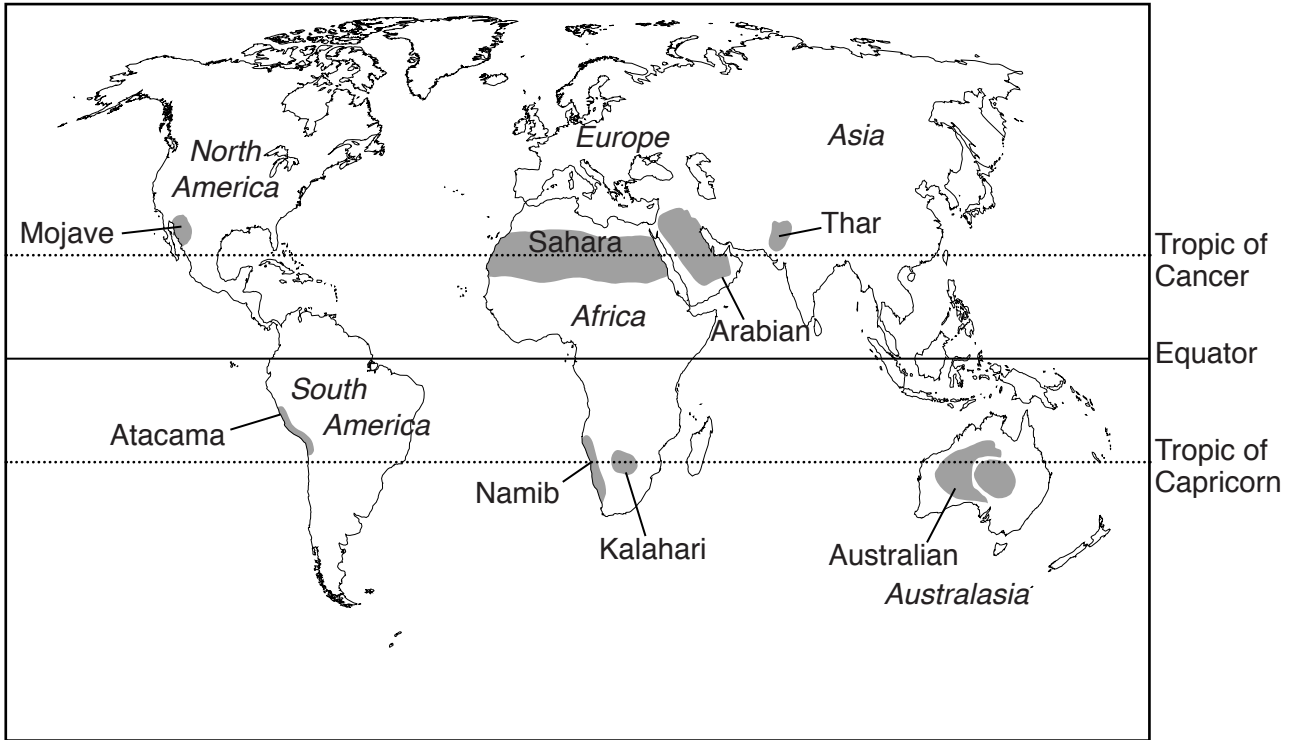 North
America
Europe
Asia
Mojave
Sahara
Thar
Tropic of
Cancer
Africa
Arabian
Equator
South
America
Atacama
Tropic of
Capricorn
Namib
Kalahari
Australian
Australasia